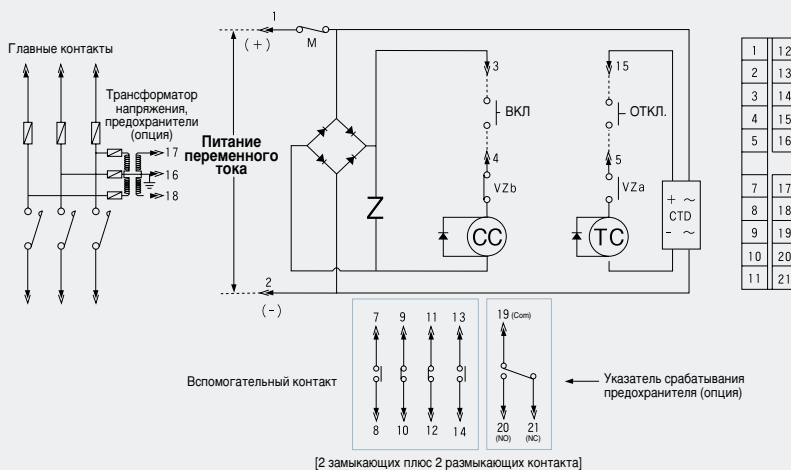 Главные контакты
Трансформатор
напряжения,
предохранители
(опция)
17
16
18
1
(+)
M
Питание
переменного
тока
2
(-)
3
ВКЛ
4
VZb
CC
Z
15
ОТКЛ.
5
VZa
TC
+ ~
CTD
- ~
1 12
2 13
3 14
4 15
5 16
7 17
8 18
9 19
10 20
11 21
Вспомогательный контакт
7 9 11 13
8 10 12 14
19 (Com)
20 21
(NO) (NC)
Указатель срабатывания
предохранителя (опция)
[2 замыкающих плюс 2 размыкающих контакта]